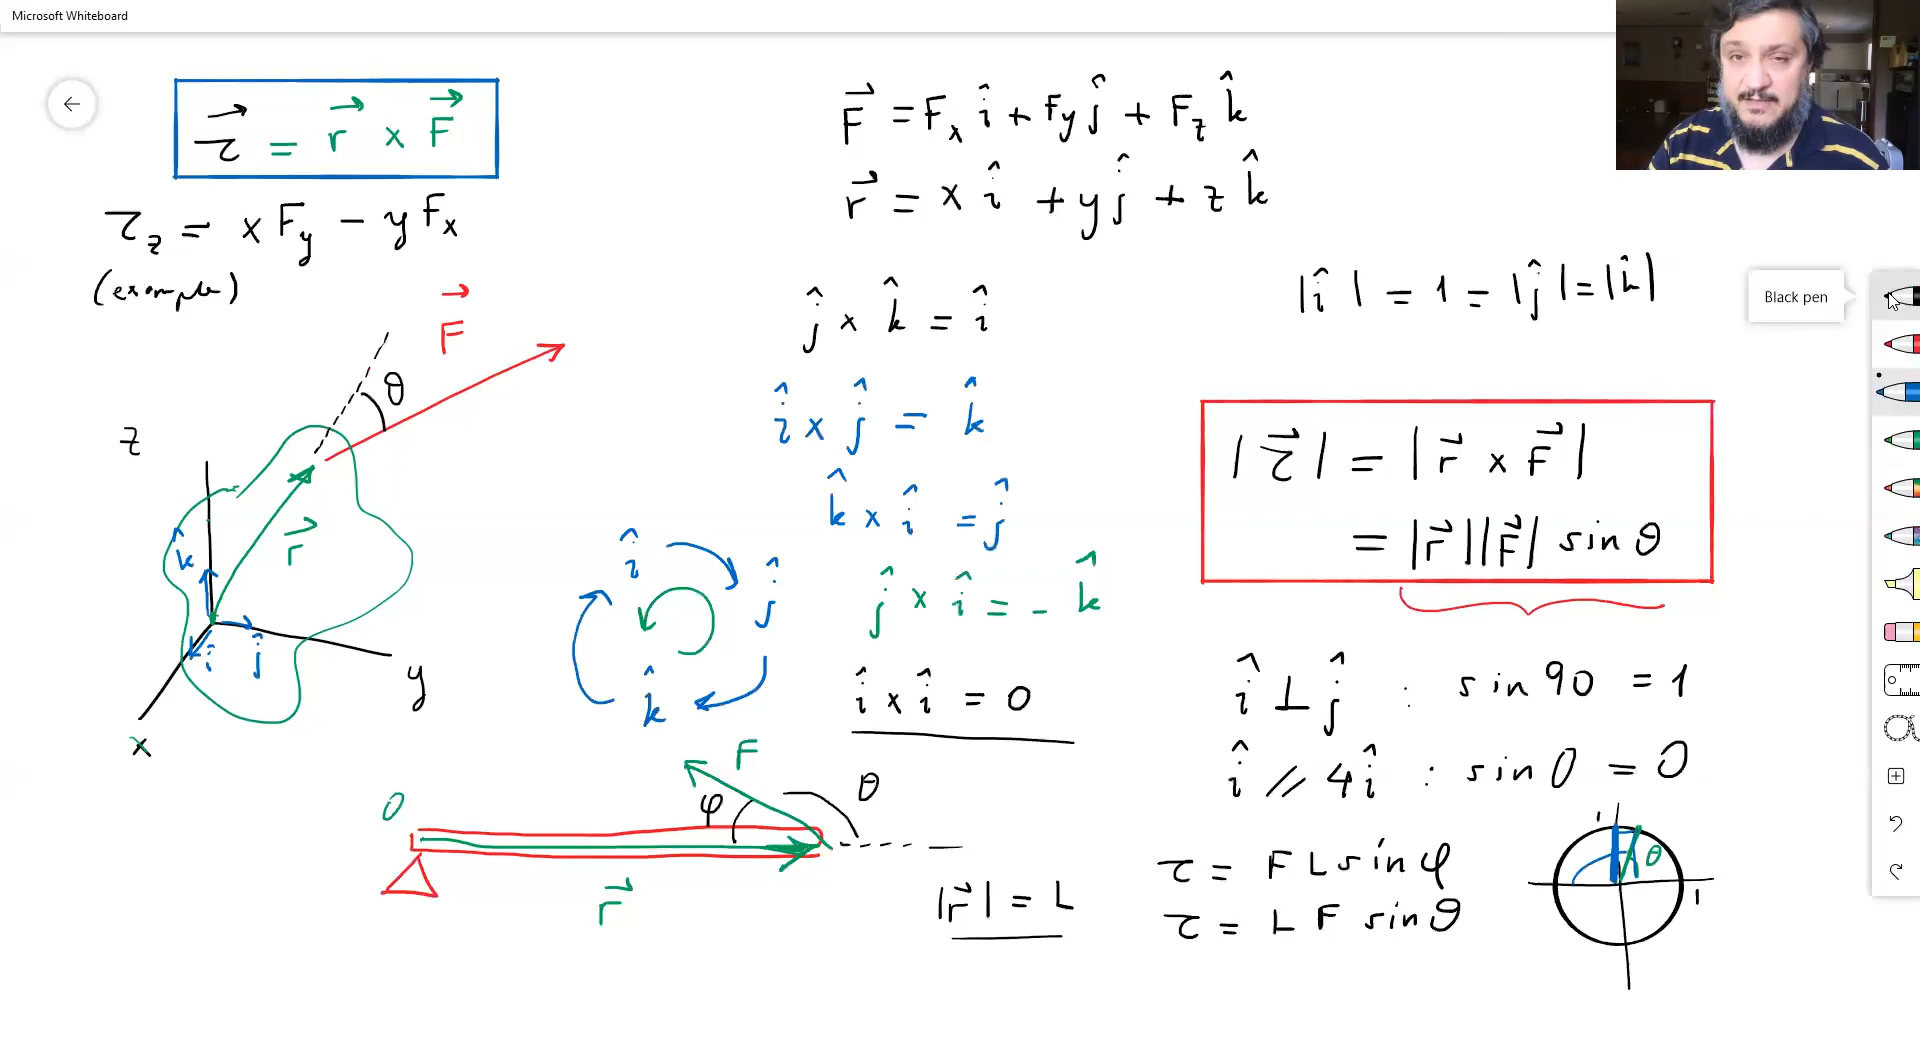 Microsoft Whiteboard
τ⃗ = r⃗ × F⃗
τz = x Fy − y Fx
(example)
F⃗ = Fx î + Fy ĵ + Fz k̂
r⃗ = x î + y ĵ + z k̂
|î| = 1 = |ĵ| = |k̂|
Black pen
ĵ × k̂ = î
î × ĵ = k̂
k̂ × î = ĵ
ĵ × î = − k̂
î × î = 0
F⃗
θ
z
r⃗
k̂
î
ĵ
y
x
î
ĵ
k̂
|τ⃗| = |r⃗ × F⃗|
= |r⃗||F⃗| sin θ
î ⊥ ĵ : sin 90 = 1
î // 4î : sin 0 = 0
O
F
φ
θ
r⃗
|r⃗| = L
τ = F L sin φ
τ = L F sin θ
1
θ
1